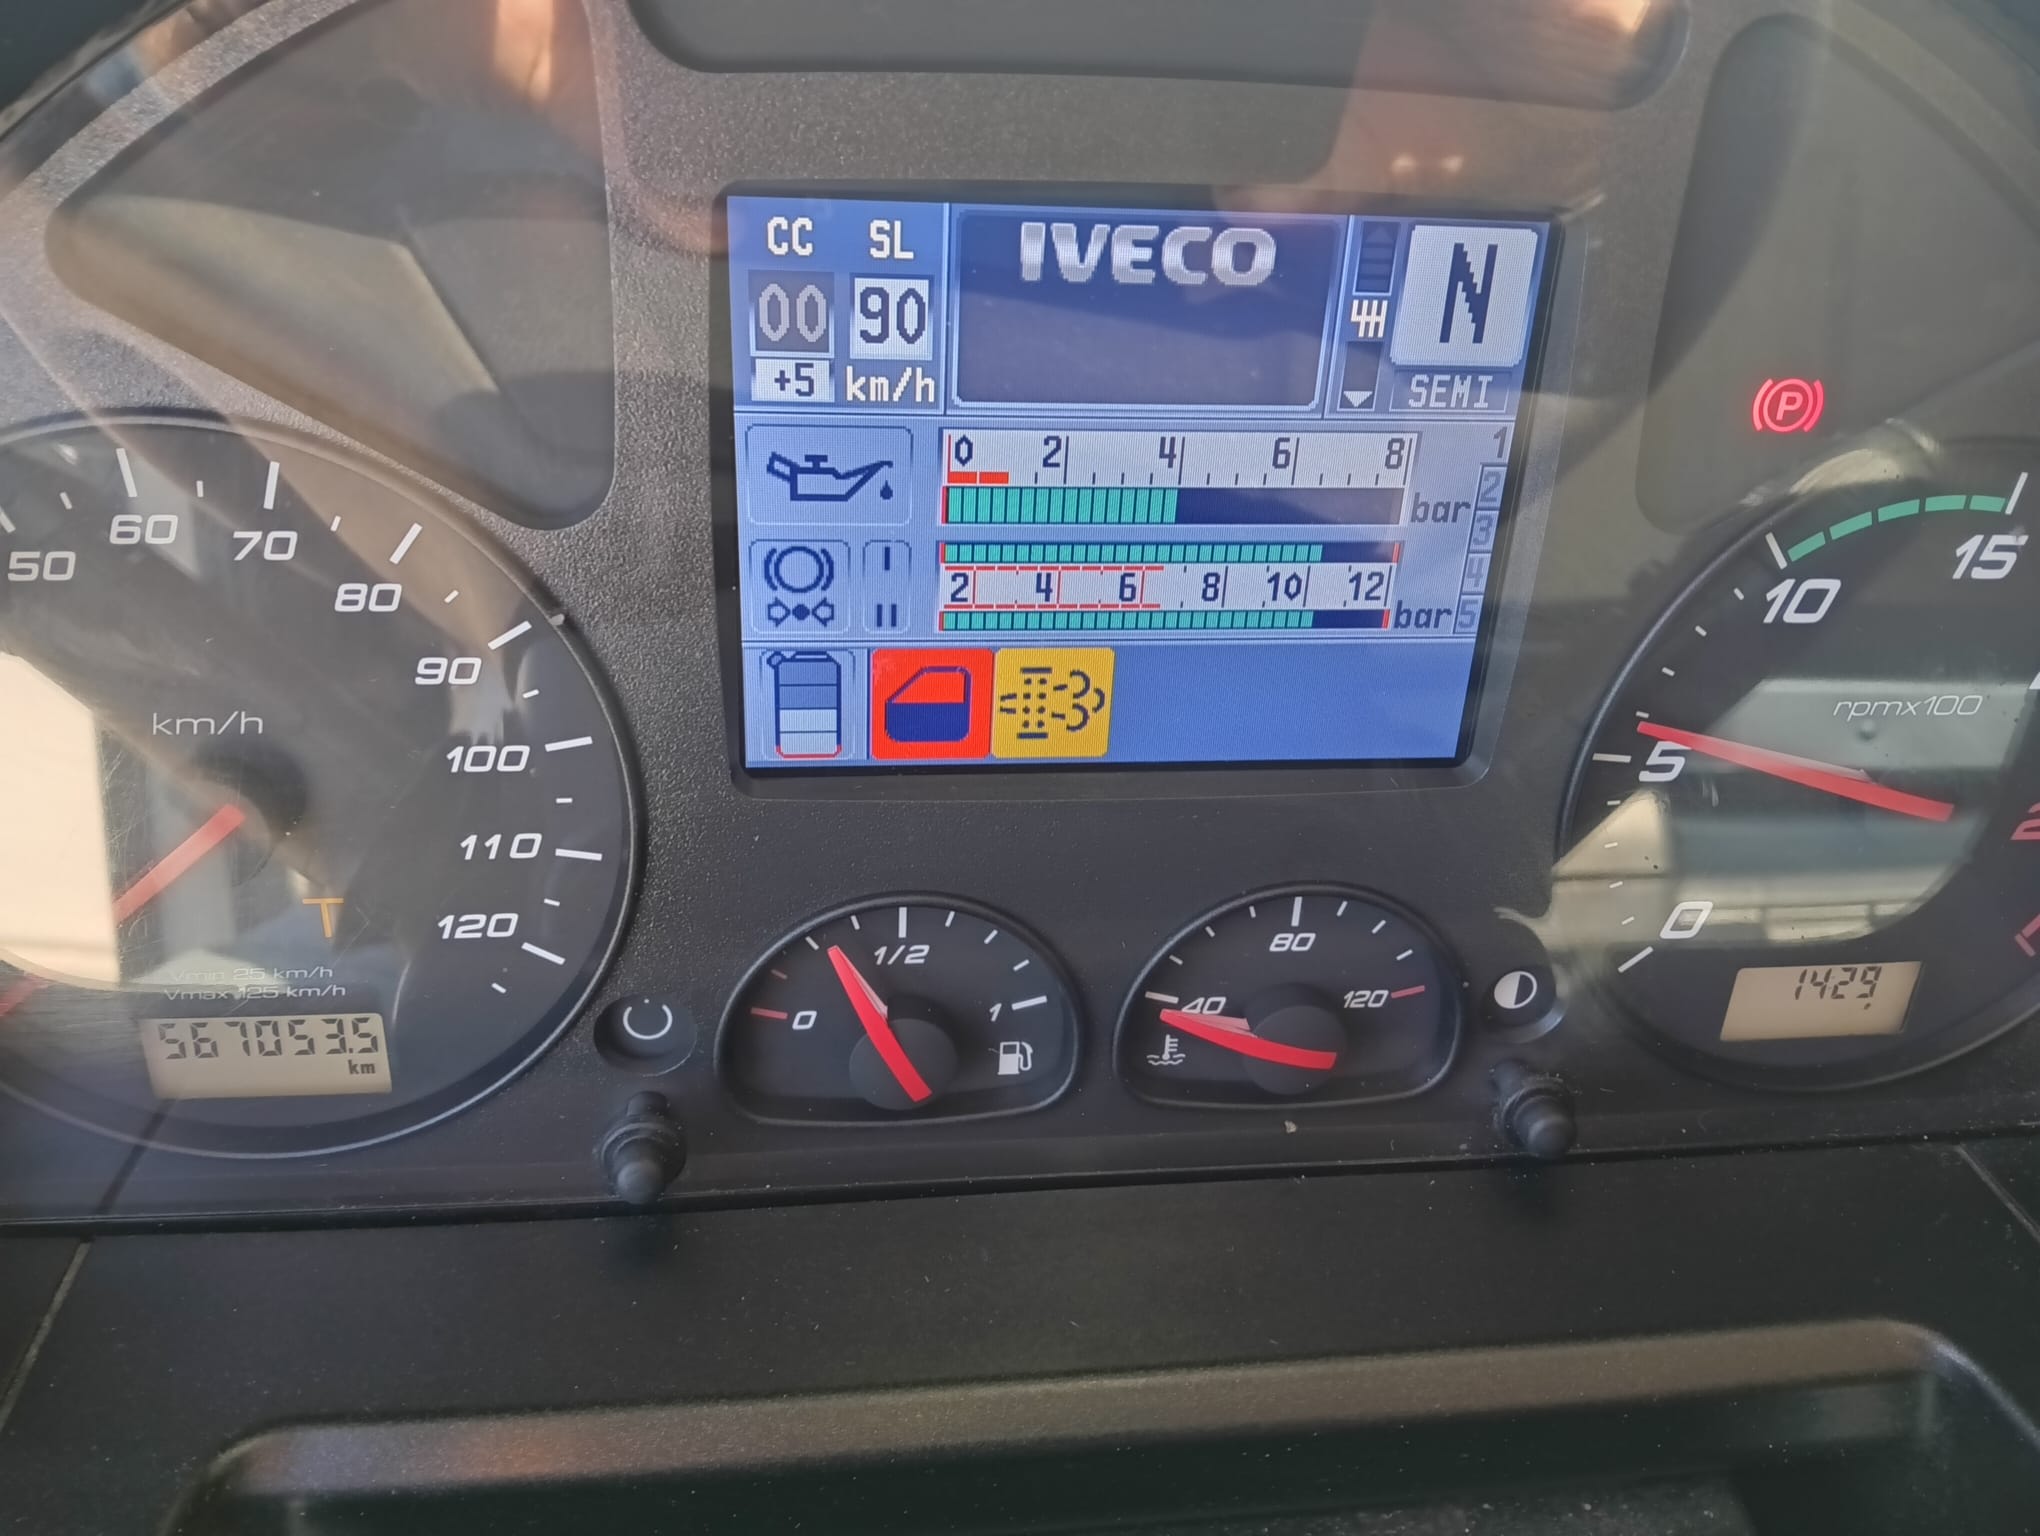 CC SL
IVECO
N
00 90
+5 km/h
SEMI
0 2 4 6 8
bar
1
2
3
4
5
I
II
2 4 6 8 10 12
bar
P
50 60 70 80 90 100 110 120
km/h
T
Vmin 25 km/h
Vmax 125 km/h
567053.5
km
0 1/2 1
40 80 120
0 5 10 15
rpmx100
1429